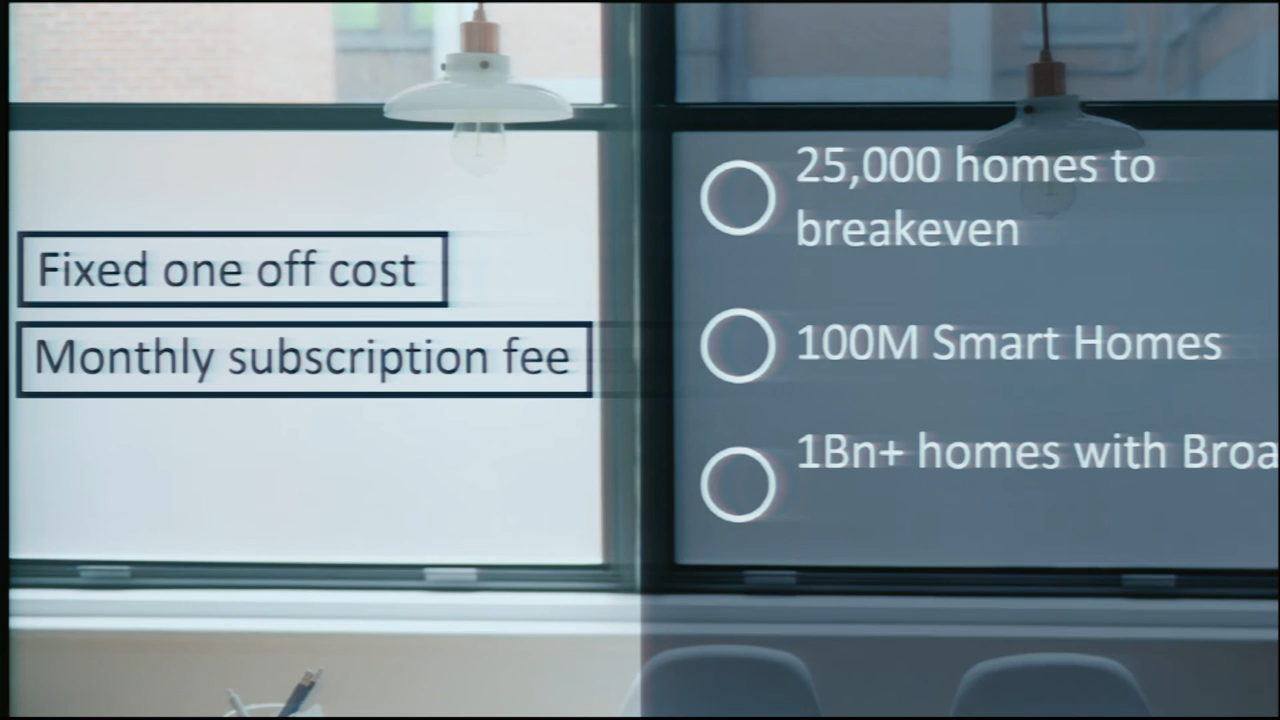 Fixed one off cost
Monthly subscription fee
25,000 homes to
breakeven
100M Smart Homes
1Bn+ homes with Broa